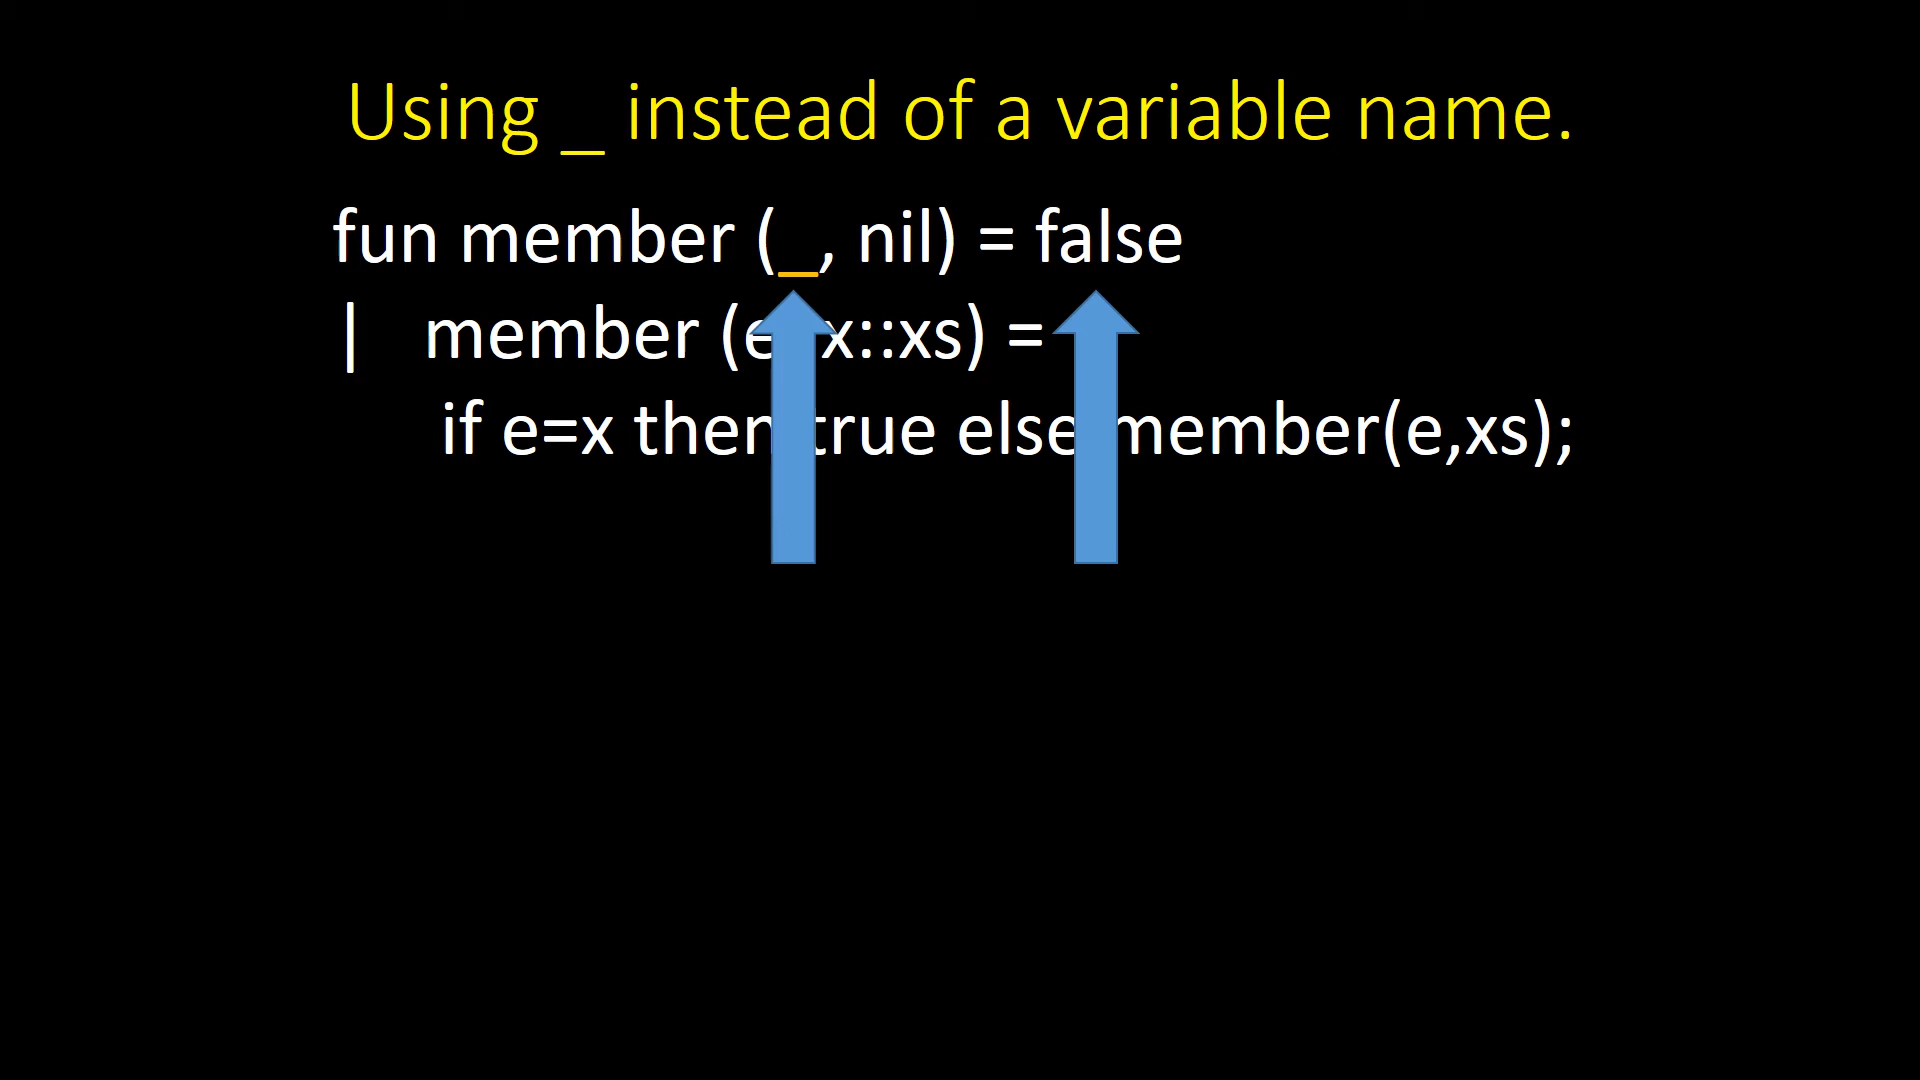 Using _ instead of a variable name.
fun member (_, nil) = false
| member (e, x::xs) =
if e=x then true else member(e,xs);